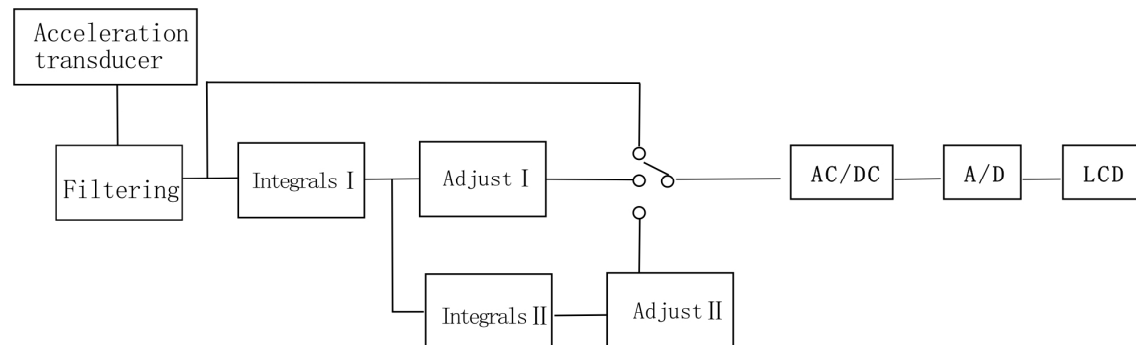 Acceleration
transducer
Filtering
Integrals Ⅰ
Adjust Ⅰ
AC/DC
A/D
LCD
Integrals Ⅱ
Adjust Ⅱ